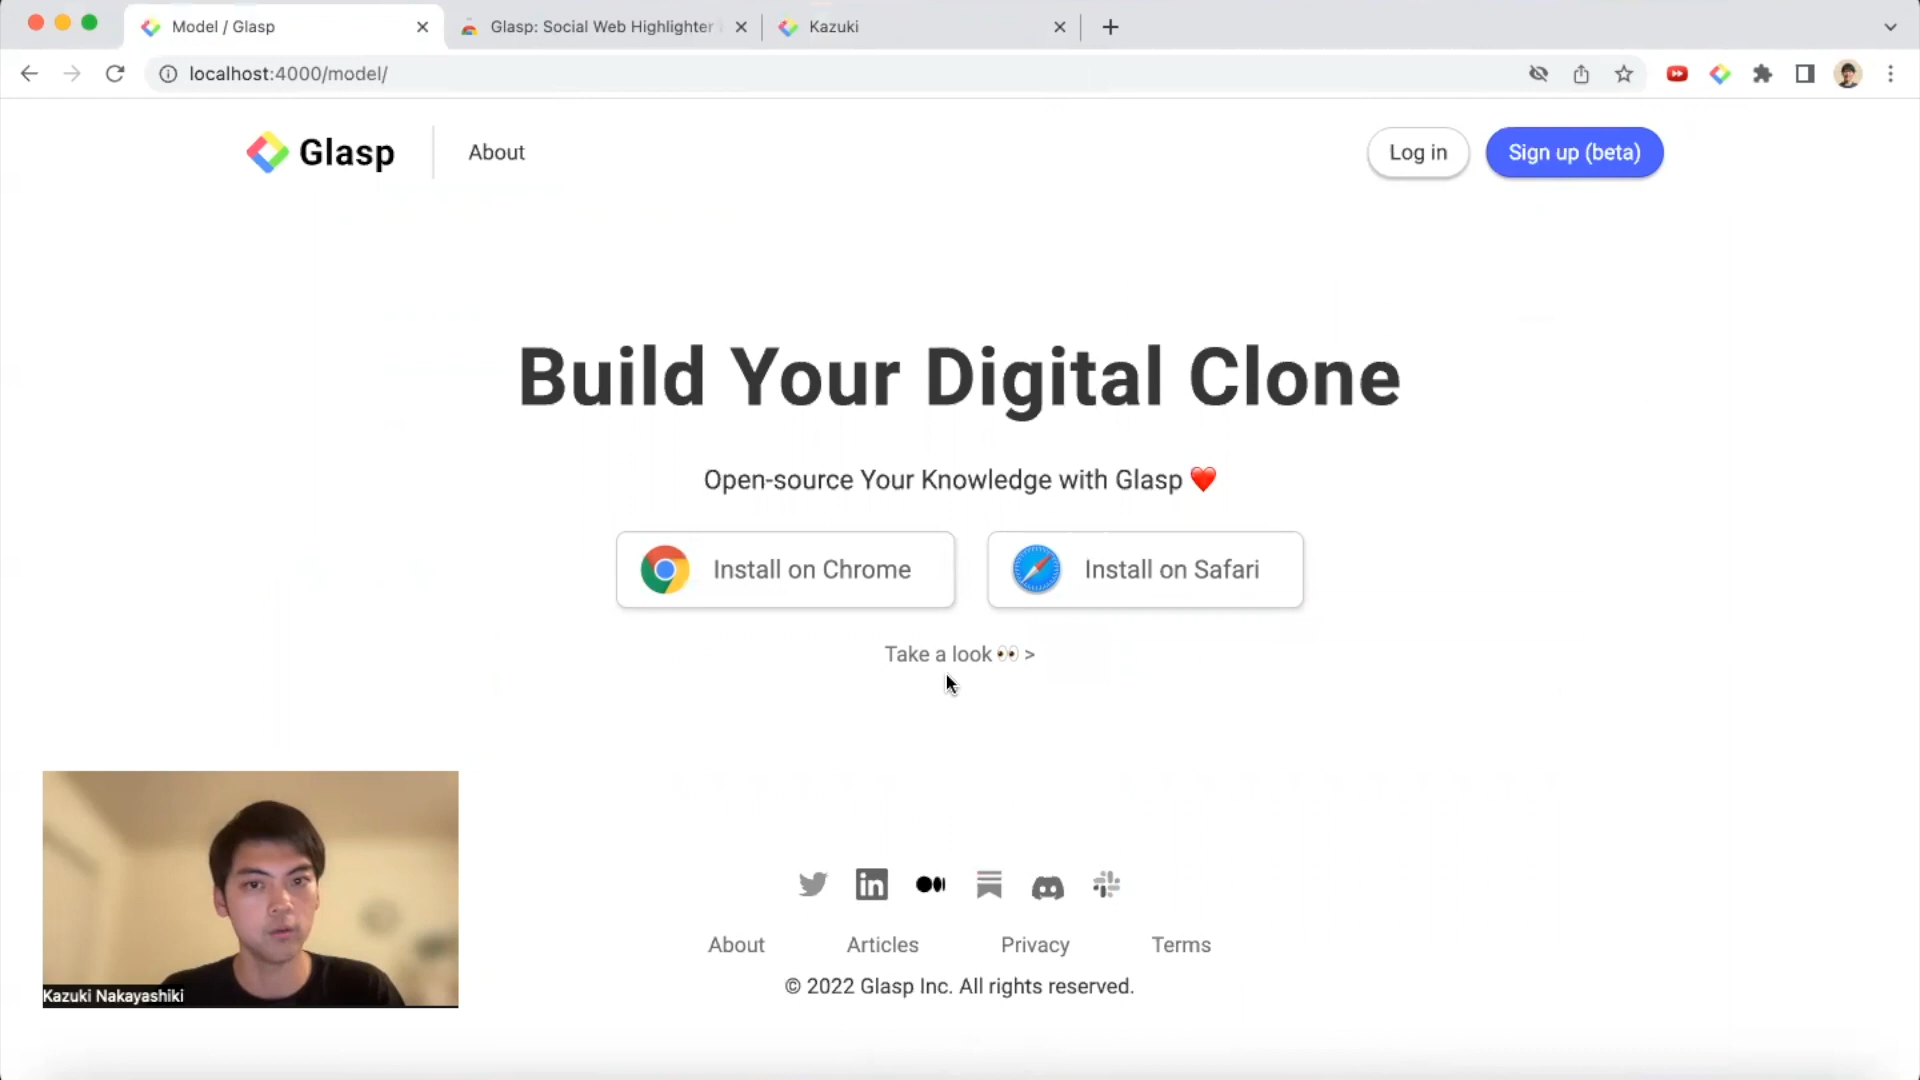 Model / Glasp
Glasp: Social Web Highlighter
Kazuki
localhost:4000/model/
Glasp
About
Log in
Sign up (beta)
Build Your Digital Clone
Open-source Your Knowledge with Glasp ❤️
Install on Chrome
Install on Safari
Take a look 👀 >
in
About
Articles
Privacy
Terms
© 2022 Glasp Inc. All rights reserved.
Kazuki Nakayashiki